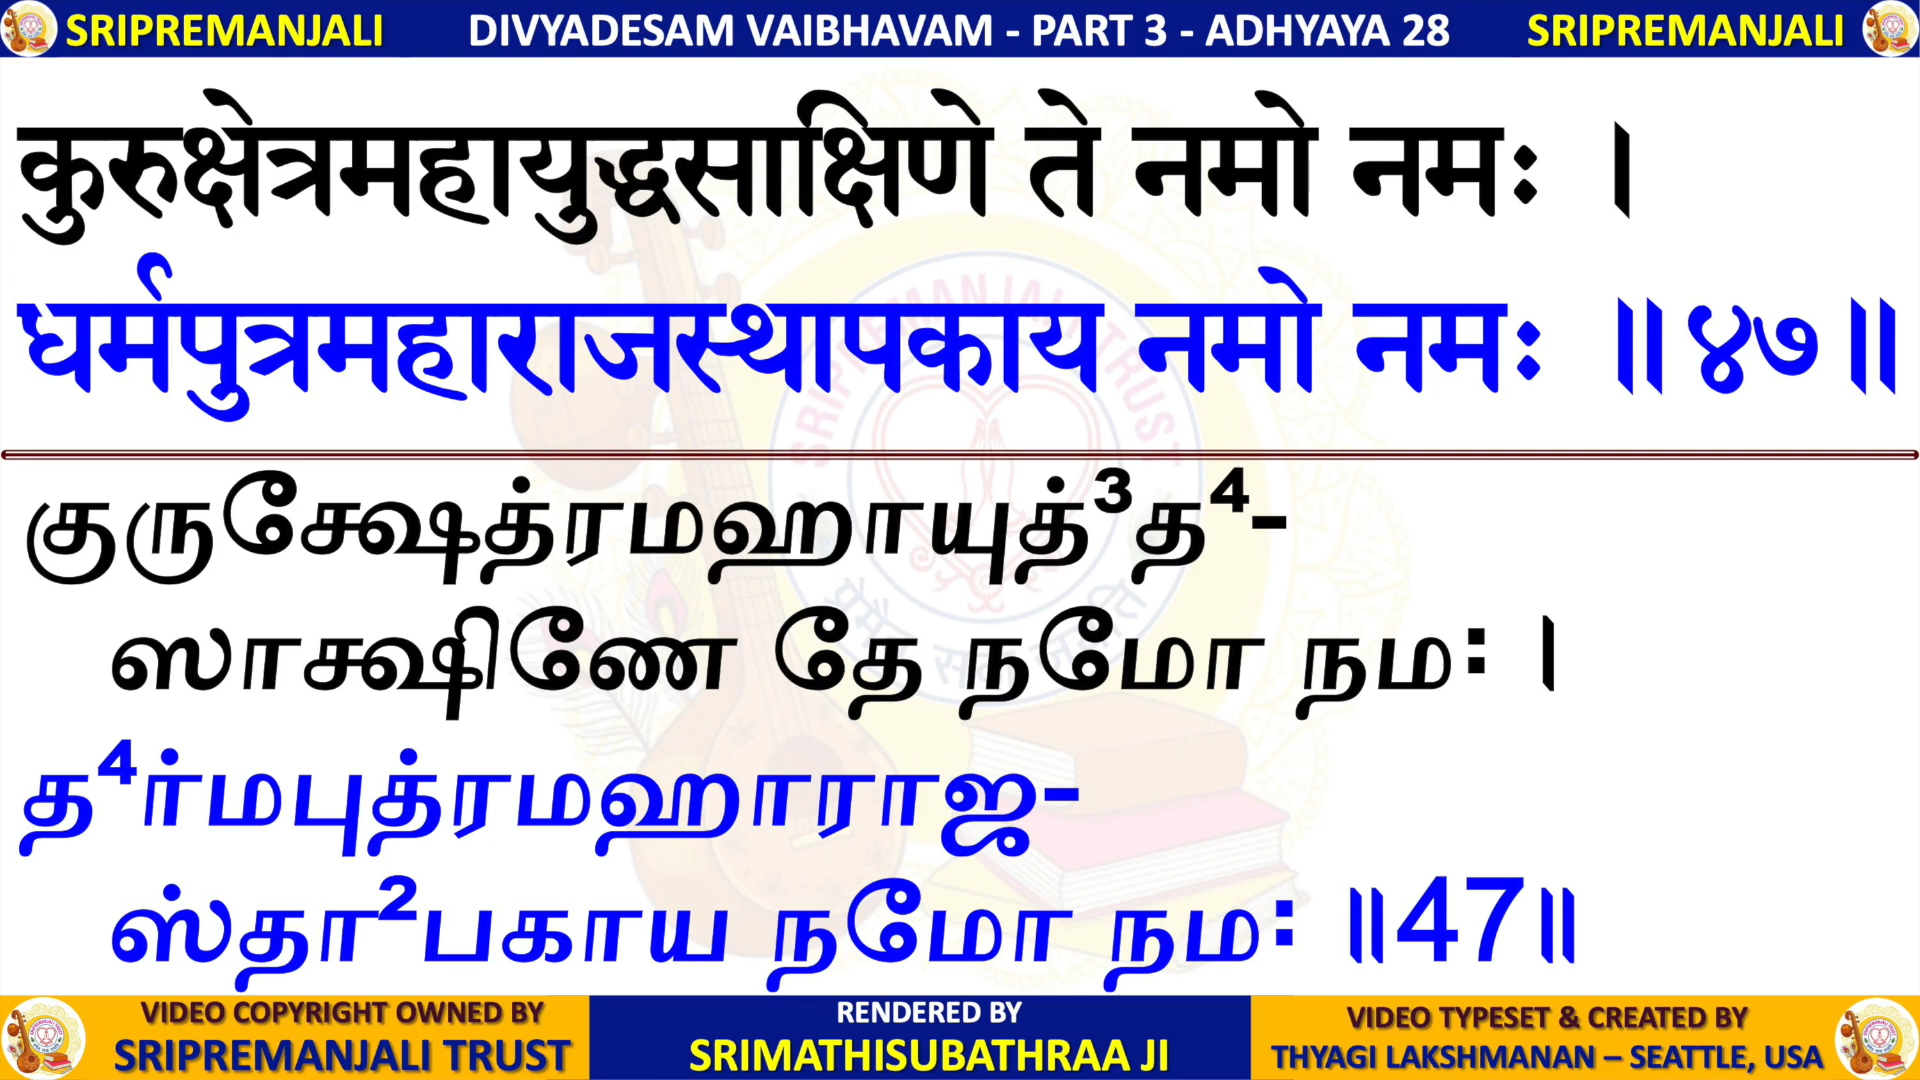 SRIPREMANJALI DIVYADESAM VAIBHAVAM - PART 3 - ADHYAYA 28 SRIPREMANJALI
कुरुक्षेत्रमहायुद्धसाक्षिणे ते नमो नमः ।
धर्मपुत्रमहाराजस्थापकाय नमो नमः ॥४७॥
குருக்ஷேத்ரமஹாயுத்³த⁴-
ஸாக்ஷிணே தே நமோ நம꞉ ।
த⁴ர்மபுத்ரமஹாராஜ-
ஸ்தா²பகாய நமோ நம꞉ ॥47॥
VIDEO COPYRIGHT OWNED BY
SRIPREMANJALI TRUST
RENDERED BY
SRIMATHISUBATHRAA JI
VIDEO TYPESET & CREATED BY
THYAGI LAKSHMANAN – SEATTLE, USA